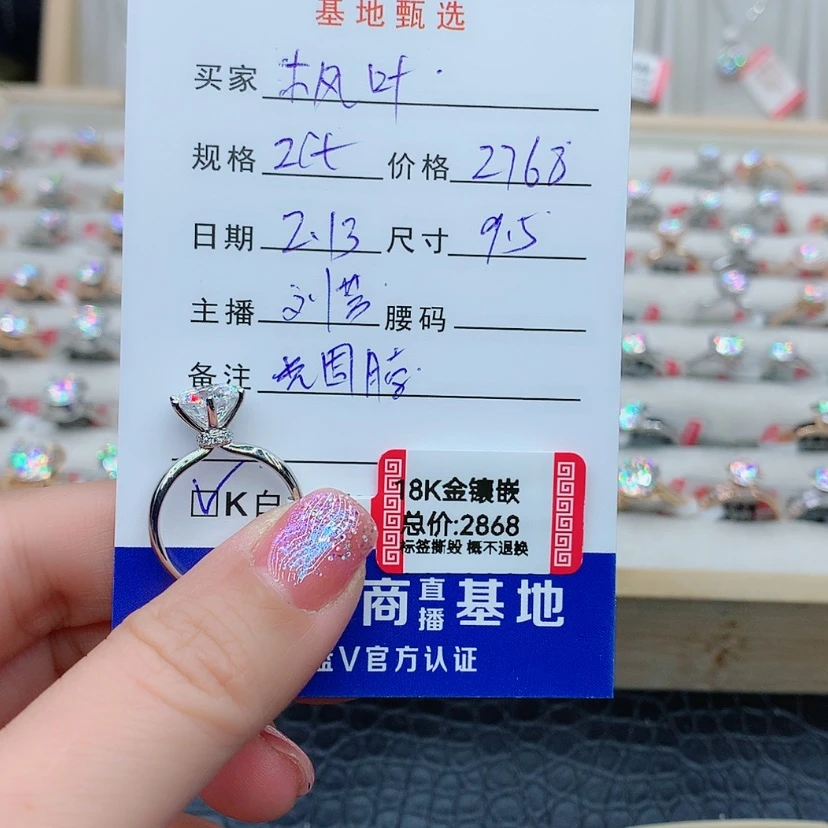 基地甄选
买家 枫叶
规格 2ct 价格 2768
日期 2.13 尺寸 9.5
主播 腰码
备注
K白
18K金镶嵌
总价:2868
标签撕毁 概不退换
商直播基地
蓝V官方认证